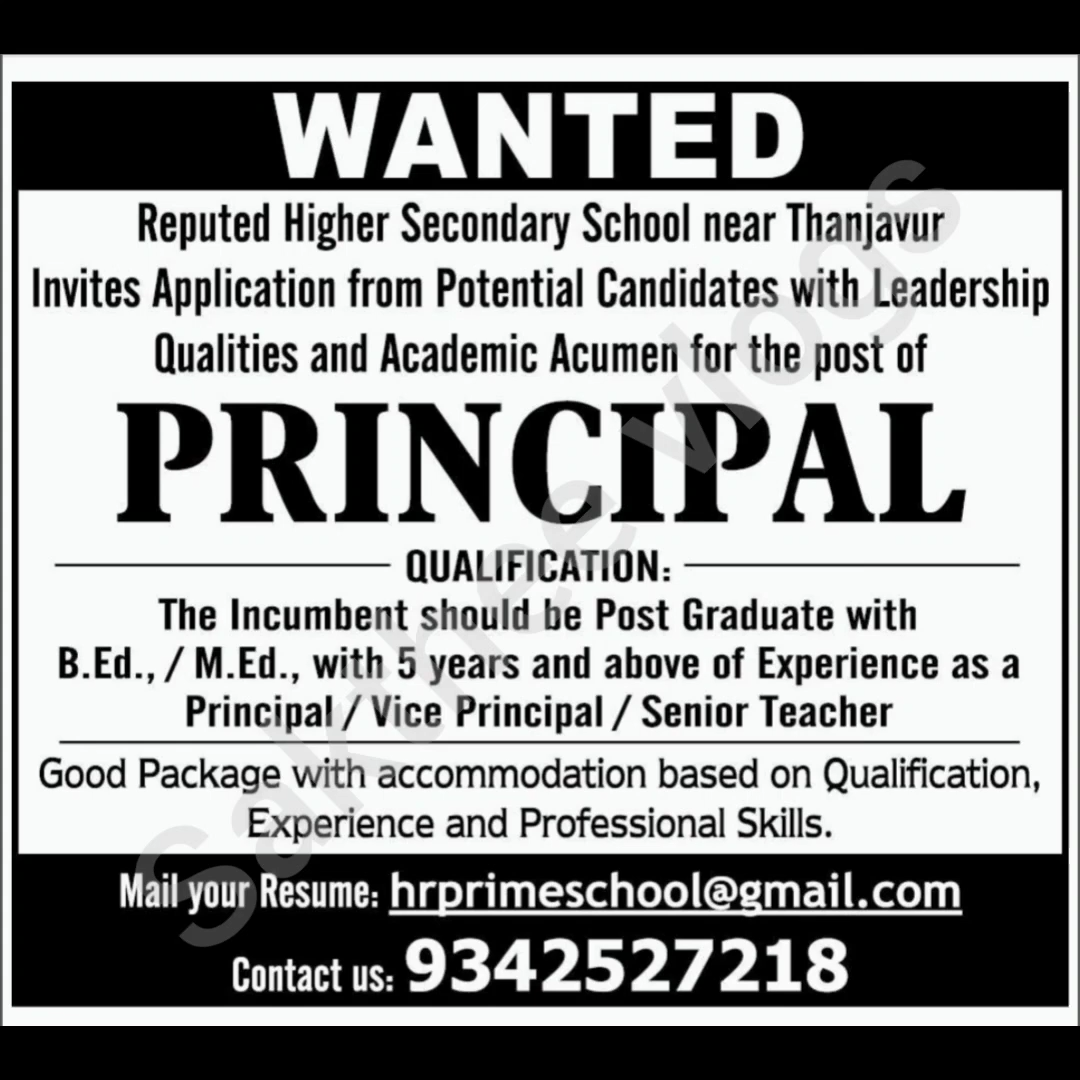 WANTED
Reputed Higher Secondary School near Thanjavur
Invites Application from Potential Candidates with Leadership
Qualities and Academic Acumen for the post of
PRINCIPAL
QUALIFICATION:
The Incumbent should be Post Graduate with
B.Ed., / M.Ed., with 5 years and above of Experience as a
Principal / Vice Principal / Senior Teacher
Good Package with accommodation based on Qualification,
Experience and Professional Skills.
Mail your Resume: hrprimeschool@gmail.com
Contact us: 9342527218
Sakthee vlogs